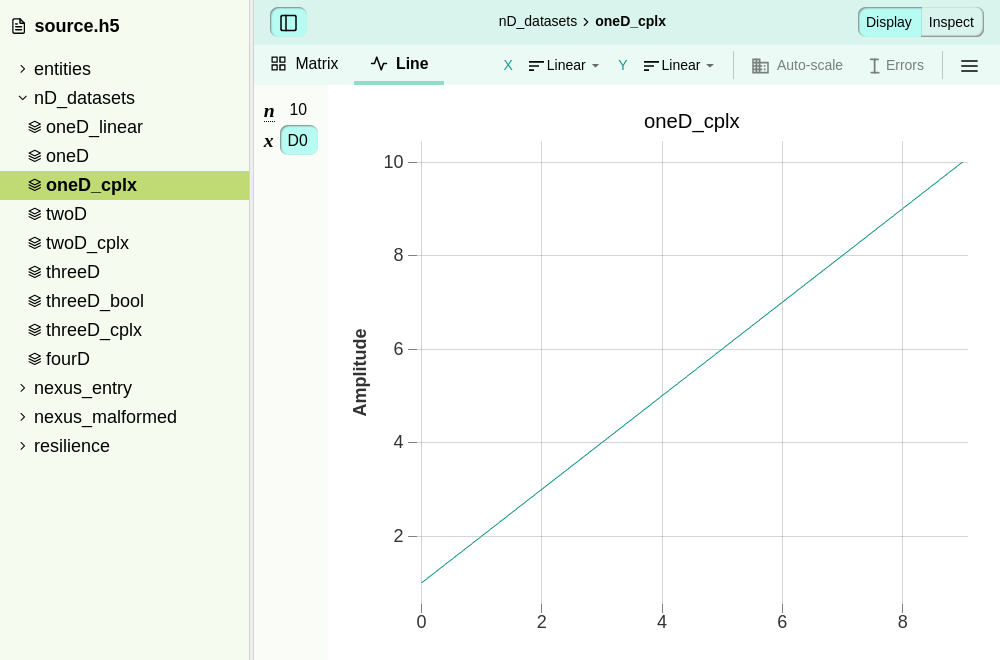 source.h5
entities
nD_datasets
oneD_linear
oneD
oneD_cplx
twoD
twoD_cplx
threeD
threeD_bool
threeD_cplx
fourD
nexus_entry
nexus_malformed
resilience
nD_datasets › oneD_cplx
Display Inspect
Matrix Line X Linear Y Linear Auto-scale Errors
n 10
x D0
oneD_cplx
Amplitude
10
8
6
4
2
0 2 4 6 8